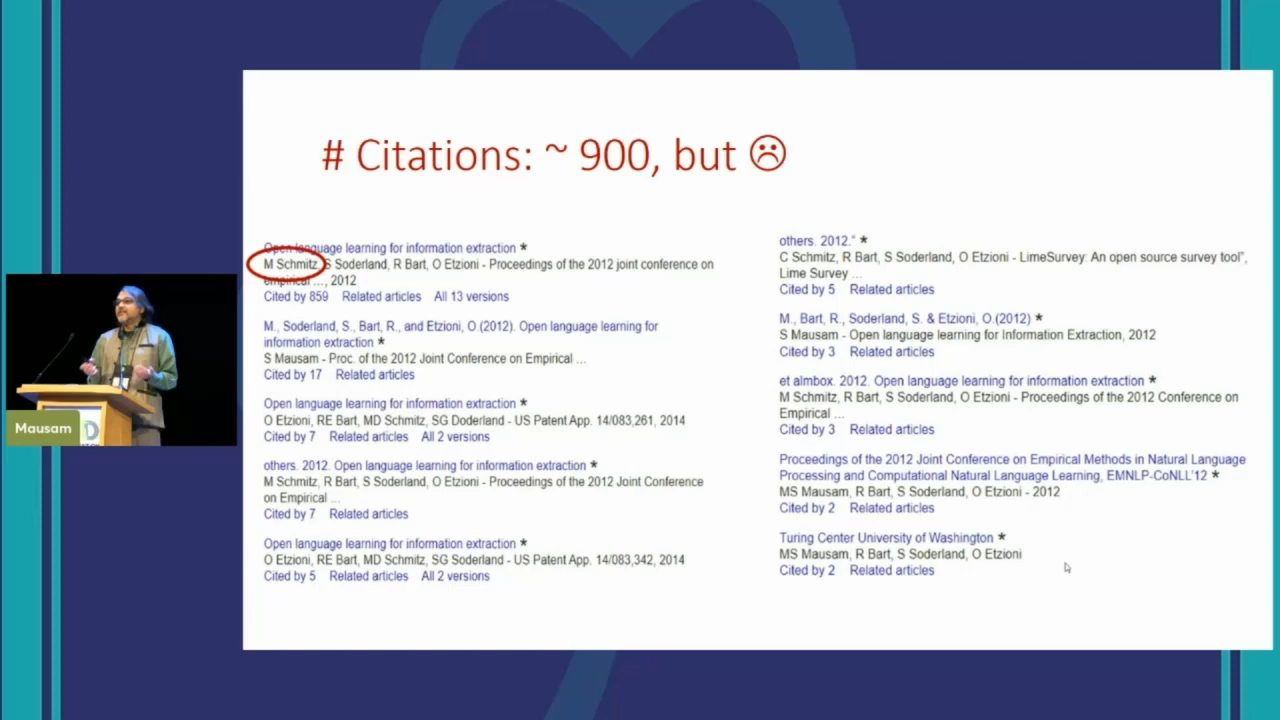 # Citations: ~ 900, but ☹
Open language learning for information extraction *
M Schmitz, S Soderland, R Bart, O Etzioni - Proceedings of the 2012 joint conference on
empirical ..., 2012
Cited by 859 Related articles All 13 versions
M., Soderland, S., Bart, R., and Etzioni, O.(2012). Open language learning for
information extraction *
S Mausam - Proc. of the 2012 Joint Conference on Empirical ...
Cited by 17 Related articles
Open language learning for information extraction *
O Etzioni, RE Bart, MD Schmitz, SG Doderland - US Patent App. 14/083,261, 2014
Cited by 7 Related articles All 2 versions
others. 2012. Open language learning for information extraction *
M Schmitz, R Bart, S Soderland, O Etzioni - Proceedings of the 2012 Joint Conference
on Empirical ...
Cited by 7 Related articles
Open language learning for information extraction *
O Etzioni, RE Bart, MD Schmitz, SG Soderland - US Patent App. 14/083,342, 2014
Cited by 5 Related articles All 2 versions
others. 2012." *
C Schmitz, R Bart, S Soderland, O Etzioni - LimeSurvey: An open source survey tool",
Lime Survey ...
Cited by 5 Related articles
M., Bart, R., Soderland, S. & Etzioni, O.(2012) *
S Mausam - Open language learning for Information Extraction, 2012
Cited by 3 Related articles
et almbox. 2012. Open language learning for information extraction *
M Schmitz, R Bart, S Soderland, O Etzioni - Proceedings of the 2012 Conference on
Empirical ...
Cited by 3 Related articles
Proceedings of the 2012 Joint Conference on Empirical Methods in Natural Language
Processing and Computational Natural Language Learning, EMNLP-CoNLL'12 *
MS Mausam, R Bart, S Soderland, O Etzioni - 2012
Cited by 2 Related articles
Turing Center University of Washington *
MS Mausam, R Bart, S Soderland, O Etzioni
Cited by 2 Related articles
Mausam